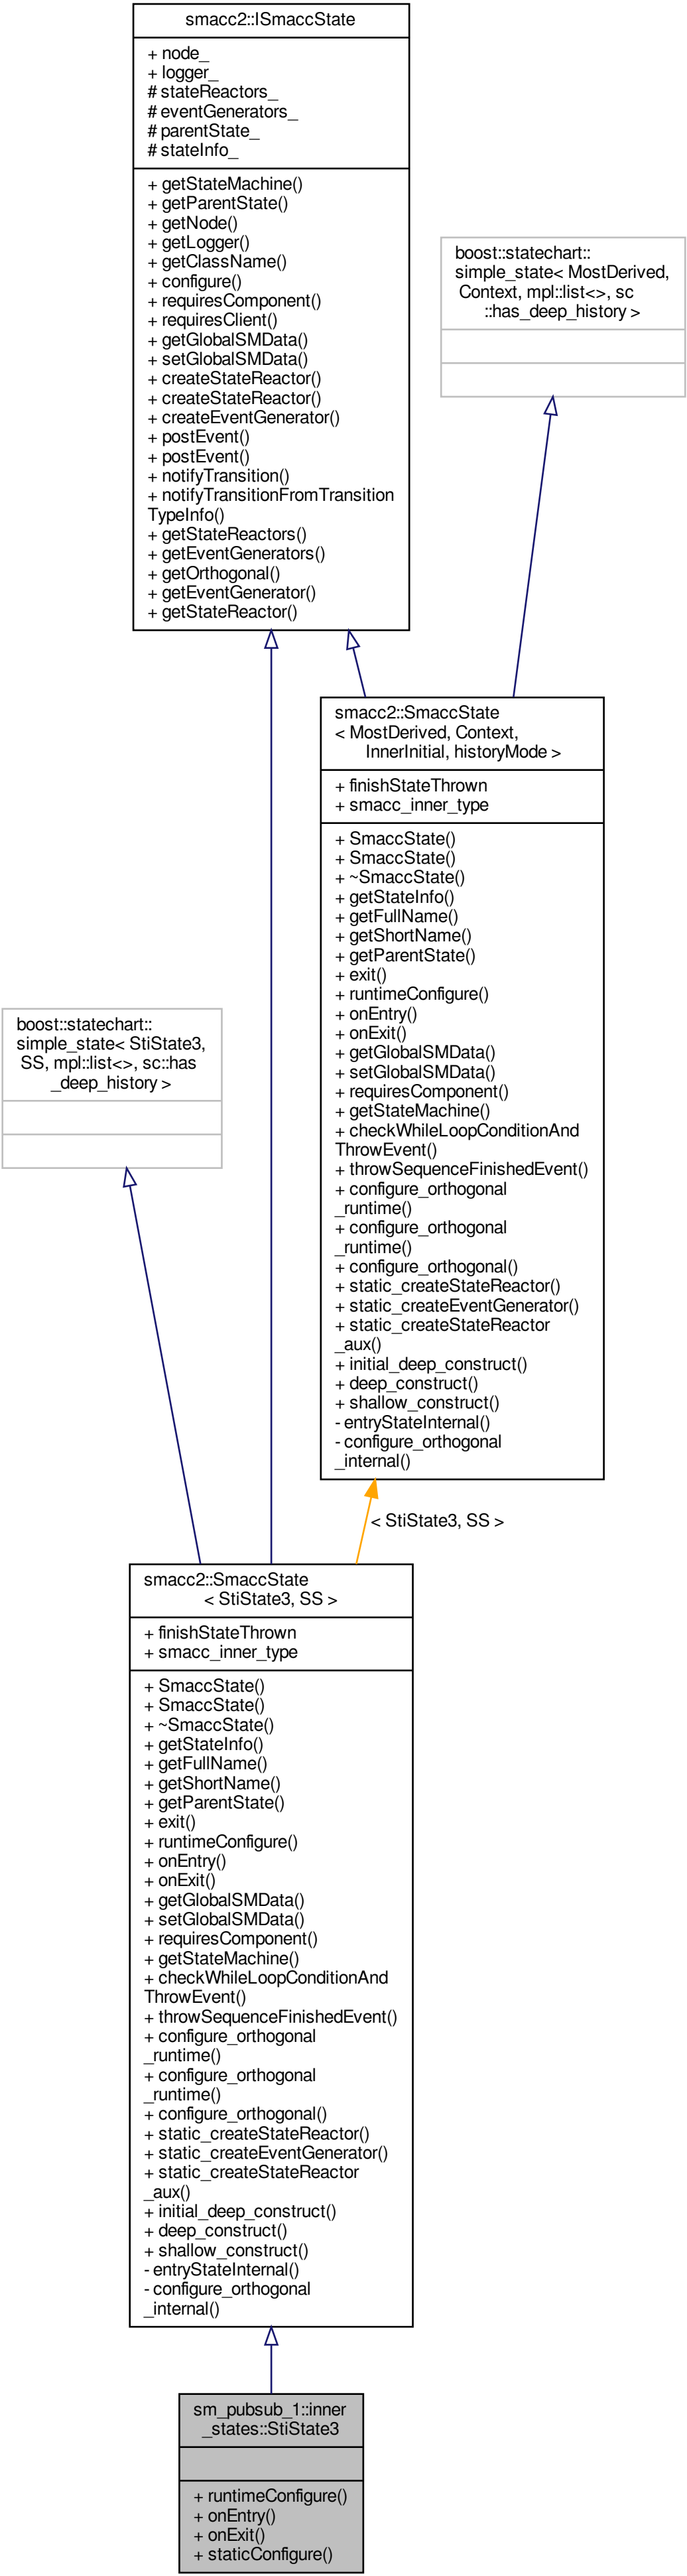 smacc2::ISmaccState
+ node_
+ logger_
# stateReactors_
# eventGenerators_
# parentState_
# stateInfo_
+ getStateMachine()
+ getParentState()
+ getNode()
+ getLogger()
+ getClassName()
+ configure()
+ requiresComponent()
+ requiresClient()
+ getGlobalSMData()
+ setGlobalSMData()
+ createStateReactor()
+ createStateReactor()
+ createEventGenerator()
+ postEvent()
+ postEvent()
+ notifyTransition()
+ notifyTransitionFromTransition
TypeInfo()
+ getStateReactors()
+ getEventGenerators()
+ getOrthogonal()
+ getEventGenerator()
+ getStateReactor()
boost::statechart::
simple_state< MostDerived,
Context, mpl::list<>, sc
::has_deep_history >
smacc2::SmaccState
< MostDerived, Context,
InnerInitial, historyMode >
+ finishStateThrown
+ smacc_inner_type
+ SmaccState()
+ SmaccState()
+ ~SmaccState()
+ getStateInfo()
+ getFullName()
+ getShortName()
+ getParentState()
+ exit()
+ runtimeConfigure()
+ onEntry()
+ onExit()
+ getGlobalSMData()
+ setGlobalSMData()
+ requiresComponent()
+ getStateMachine()
+ checkWhileLoopConditionAnd
ThrowEvent()
+ throwSequenceFinishedEvent()
+ configure_orthogonal
_runtime()
+ configure_orthogonal
_runtime()
+ configure_orthogonal()
+ static_createStateReactor()
+ static_createEventGenerator()
+ static_createStateReactor
_aux()
+ initial_deep_construct()
+ deep_construct()
+ shallow_construct()
- entryStateInternal()
- configure_orthogonal
_internal()
boost::statechart::
simple_state< StiState3,
SS, mpl::list<>, sc::has
_deep_history >
< StiState3, SS >
smacc2::SmaccState
< StiState3, SS >
+ finishStateThrown
+ smacc_inner_type
+ SmaccState()
+ SmaccState()
+ ~SmaccState()
+ getStateInfo()
+ getFullName()
+ getShortName()
+ getParentState()
+ exit()
+ runtimeConfigure()
+ onEntry()
+ onExit()
+ getGlobalSMData()
+ setGlobalSMData()
+ requiresComponent()
+ getStateMachine()
+ checkWhileLoopConditionAnd
ThrowEvent()
+ throwSequenceFinishedEvent()
+ configure_orthogonal
_runtime()
+ configure_orthogonal
_runtime()
+ configure_orthogonal()
+ static_createStateReactor()
+ static_createEventGenerator()
+ static_createStateReactor
_aux()
+ initial_deep_construct()
+ deep_construct()
+ shallow_construct()
- entryStateInternal()
- configure_orthogonal
_internal()
sm_pubsub_1::inner
_states::StiState3
+ runtimeConfigure()
+ onEntry()
+ onExit()
+ staticConfigure()